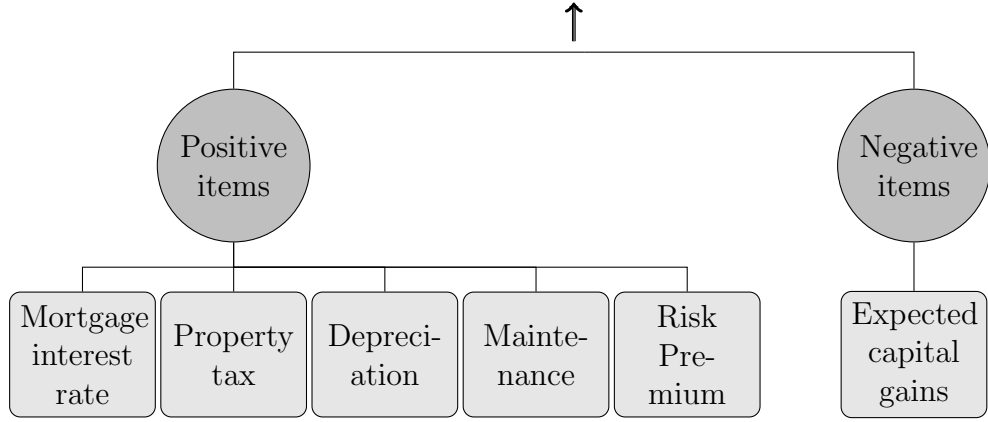 Positive
items
Negative
items
Mortgage
interest
rate
Property
tax
Depreci-
ation
Mainte-
nance
Risk
Pre-
mium
Expected
capital
gains